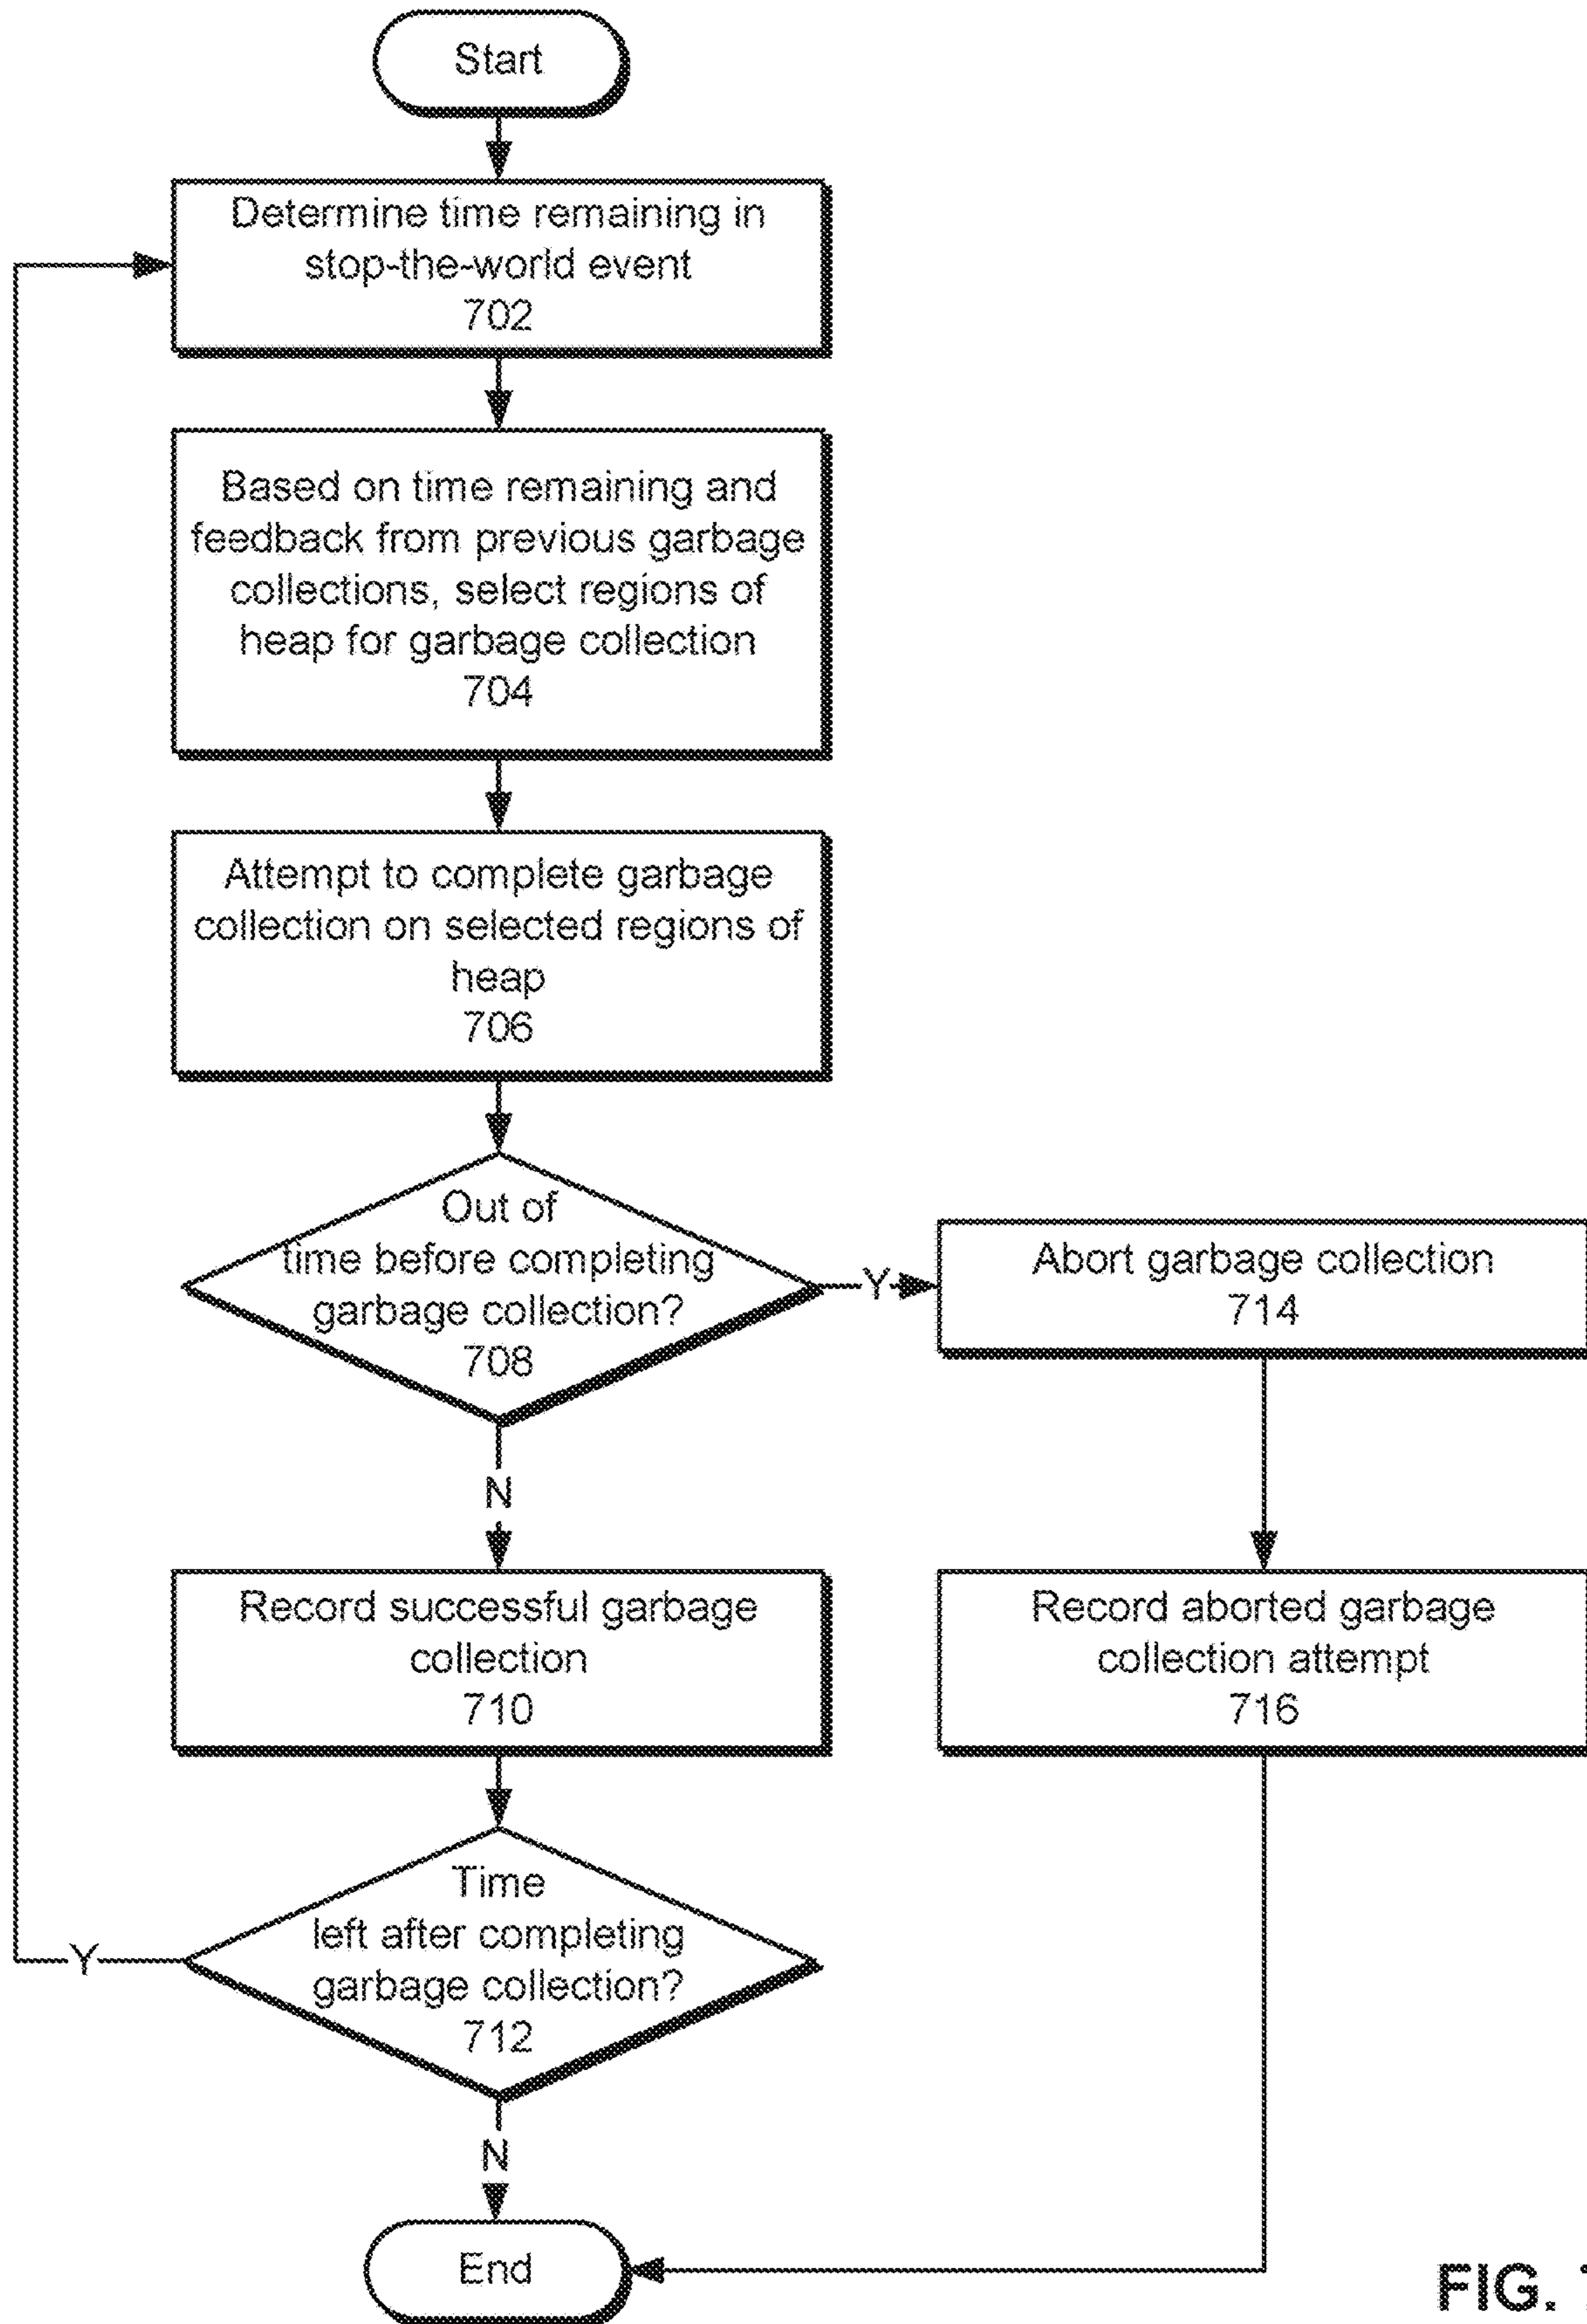 Start
Determine time remaining in
stop-the-world event
702
Based on time remaining and
feedback from previous garbage
collections, select regions of
heap for garbage collection
704
Attempt to complete garbage
collection on selected regions of
heap
706
Out of
time before completing
garbage collection?
708
Y
Abort garbage collection
714
N
Record successful garbage
collection
710
Record aborted garbage
collection attempt
716
Time
left after completing
garbage collection?
712
Y
N
End
FIG.